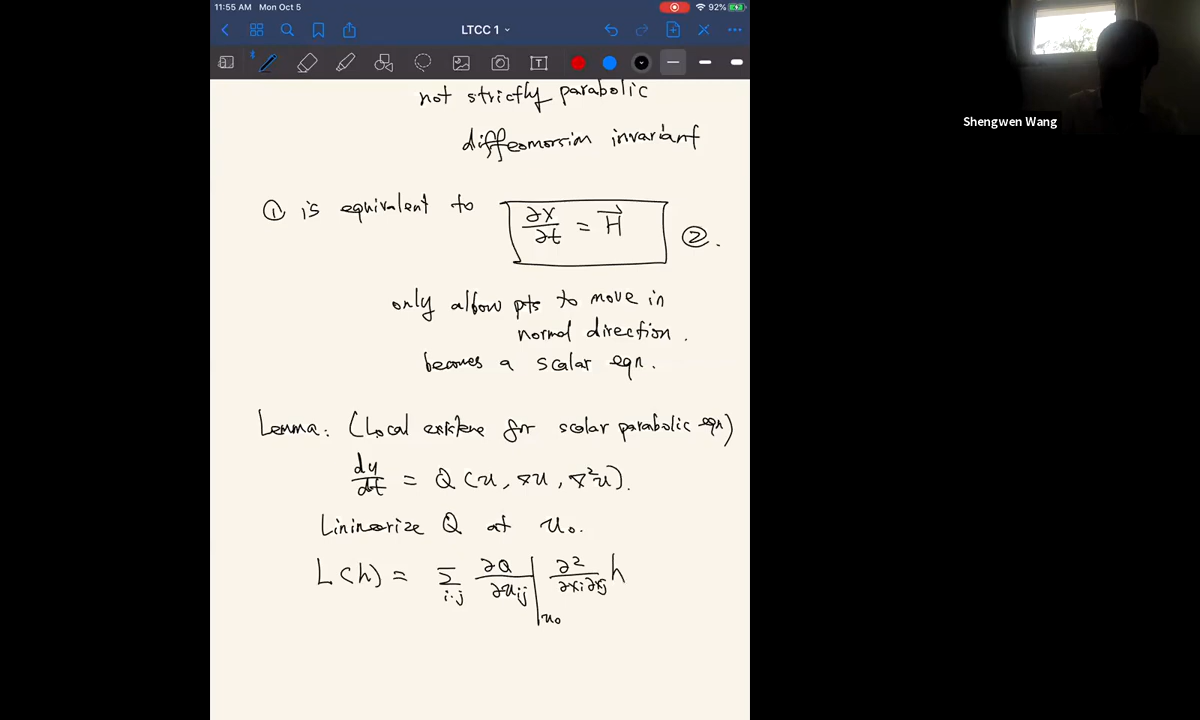 11:55 AM Mon Oct 5
92%
LTCC 1
T
not strictly parabolic
diffeomorsim invariant
① is equivalent to ∂X/∂t = H⃗ ②.
only allow pts to move in
normal direction.
becomes a scalar eqn.
Lemma: (Local existene for scalar parabolic eqn)
du/dt = Q(u, ∇u, ∇²u).
Lininearize Q at u₀.
L(h) = Σ_{i,j} ∂Q/∂u_{ij} |_{u₀} ∂²/∂x_i∂x_j h
Shengwen Wang